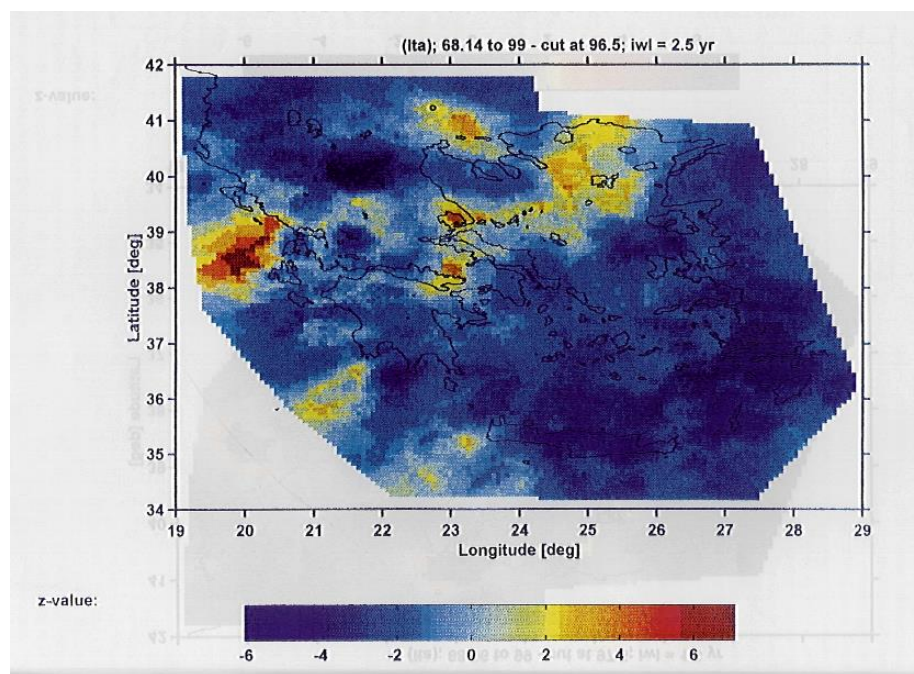 (lta); 68.14 to 99 - cut at 96.5; iwl = 2.5 yr
42
41
40
39
38
37
36
35
34
Latitude [deg]
19 20 21 22 23 24 25 26 27 28 29
Longitude [deg]
z-value:
-6 -4 -2 0 2 4 6